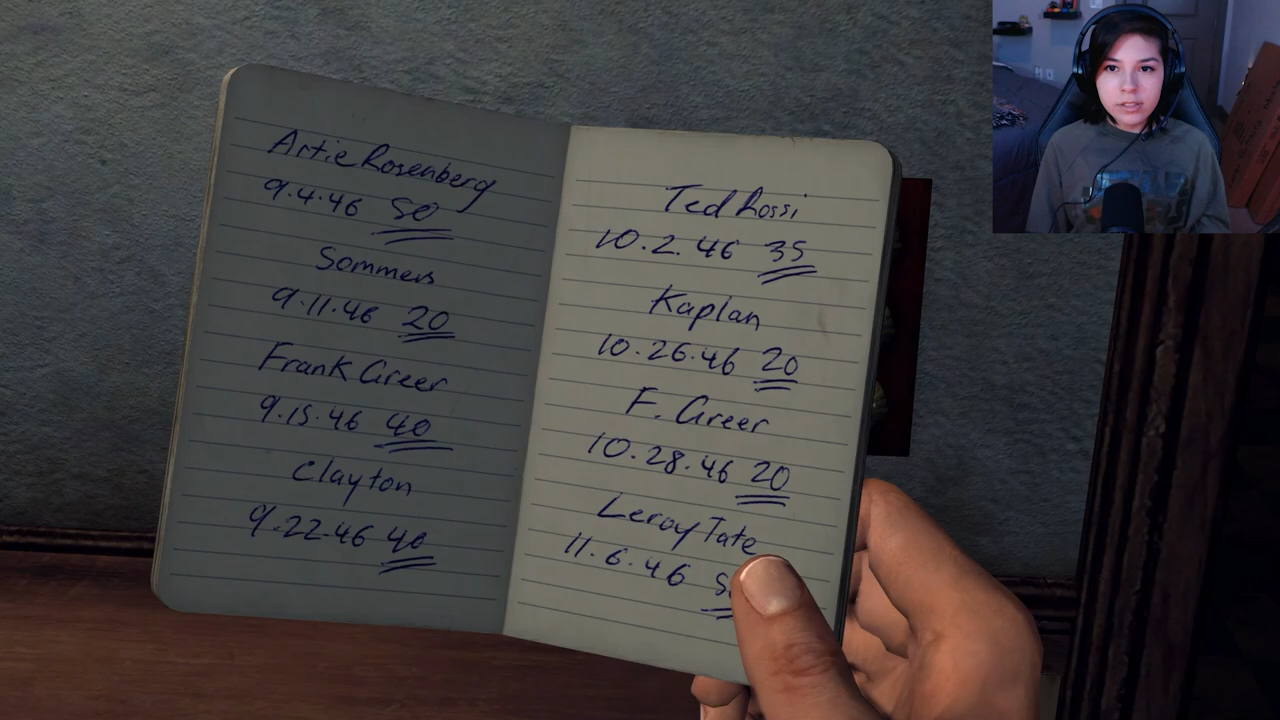 Artie Rosenberg
9.4.46 50
Sommers
9.11.46 20
Frank Greer
9.15.46 40
Clayton
9.22.46 40
Ted Rossi
10.2.46 35
Kaplan
10.26.46 20
F. Greer
10.28.46 20
Leroy Tate
11.6.46